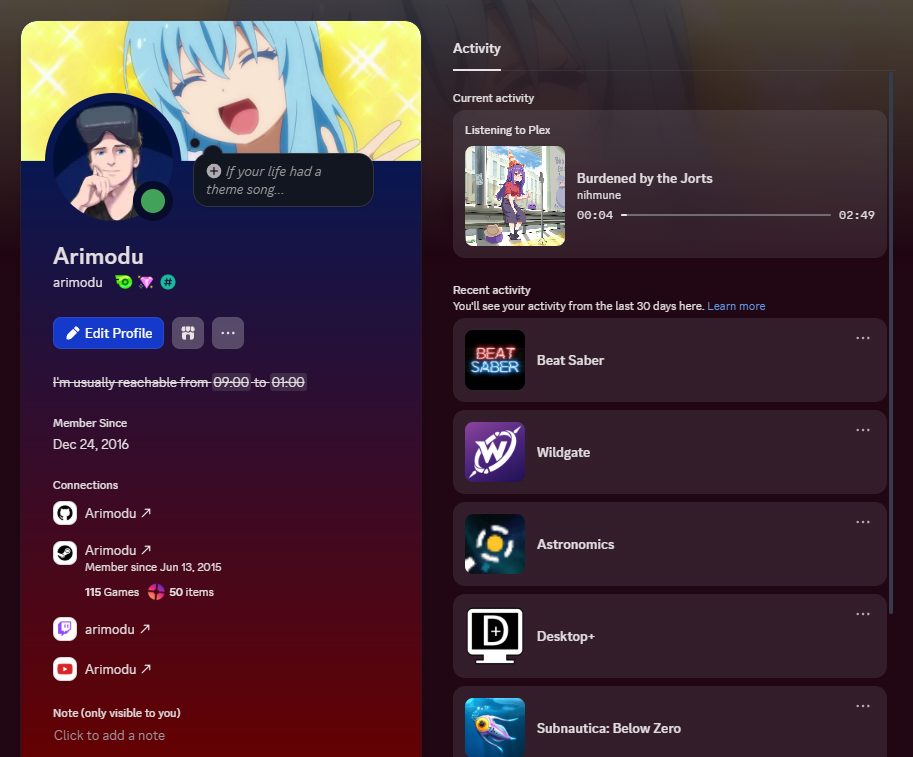 If your life had a
theme song...
Arimodu
arimodu
Edit Profile
I'm usually reachable from 09:00 to 01:00
Member Since
Dec 24, 2016
Connections
Arimodu
Arimodu
Member since Jun 13, 2015
115 Games 50 items
arimodu
Arimodu
Note (only visible to you)
Click to add a note
Activity
Current activity
Listening to Plex
Burdened by the Jorts
nihmune
00:04 02:49
Recent activity
You'll see your activity from the last 30 days here. Learn more
BEAT
SABER
Beat Saber
W
Wildgate
Astronomics
D+
Desktop+
Subnautica: Below Zero